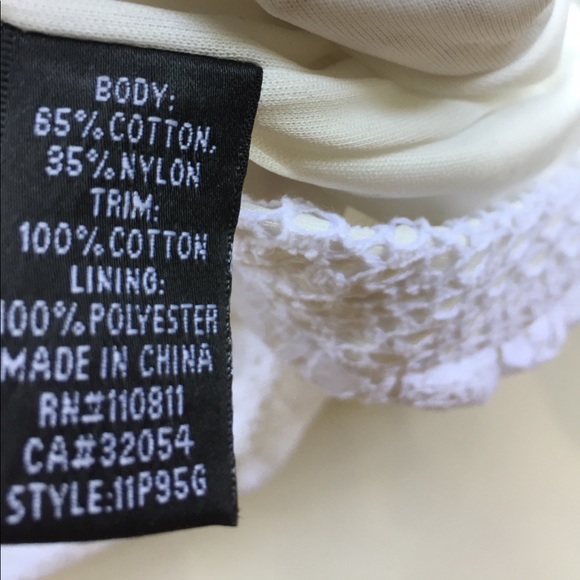 BODY:
65% COTTON,
35% NYLON
TRIM:
100% COTTON
LINING:
100% POLYESTER
MADE IN CHINA
RN#110811
CA#32054
STYLE:11P95G